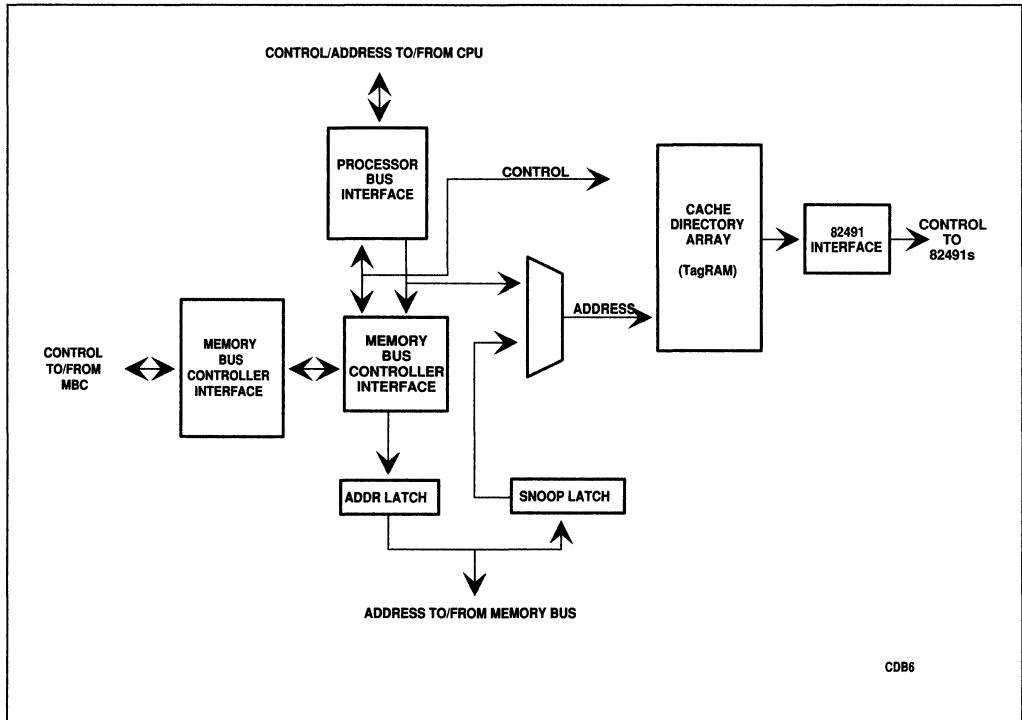 CONTROL/ADDRESS TO/FROM CPU
PROCESSOR
BUS
INTERFACE
CONTROL
CACHE
DIRECTORY
ARRAY
(TagRAM)
82491
INTERFACE
CONTROL
TO
82491s
ADDRESS
CONTROL
TO/FROM
MBC
MEMORY
BUS
CONTROLLER
INTERFACE
MEMORY
BUS
CONTROLLER
INTERFACE
ADDR LATCH
SNOOP LATCH
ADDRESS TO/FROM MEMORY BUS
CDB6